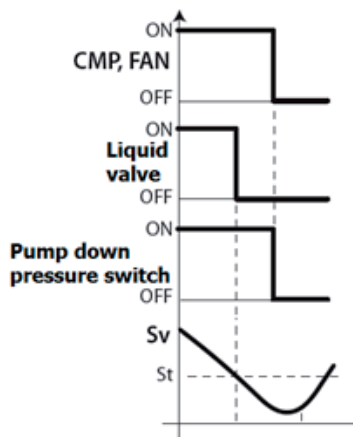 ON
CMP, FAN
OFF
ON
Liquid
valve
OFF
ON
Pump down
pressure switch
OFF
Sv
St